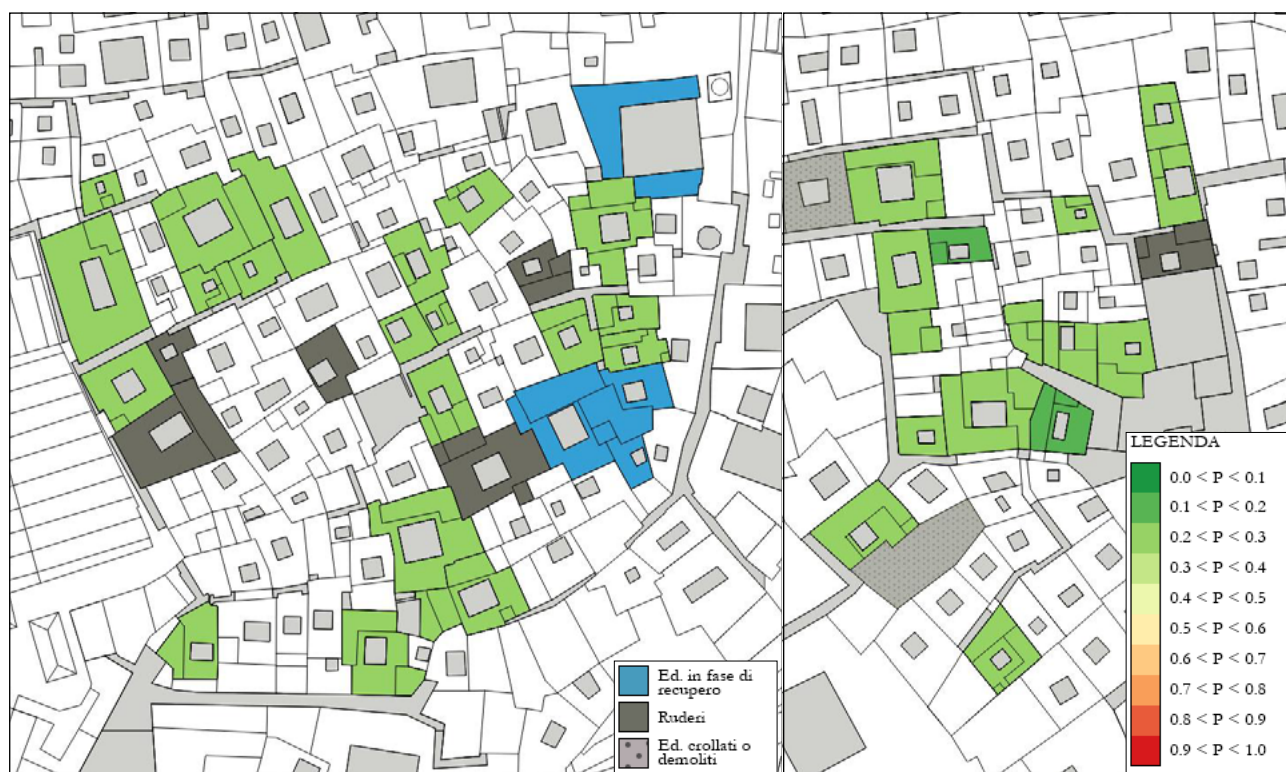 Ed. in fase di
recupero
Ruderi
Ed. crollati o
demoliti
LEGENDA
0.0 < P < 0.1
0.1 < P < 0.2
0.2 < P < 0.3
0.3 < P < 0.4
0.4 < P < 0.5
0.5 < P < 0.6
0.6 < P < 0.7
0.7 < P < 0.8
0.8 < P < 0.9
0.9 < P < 1.0